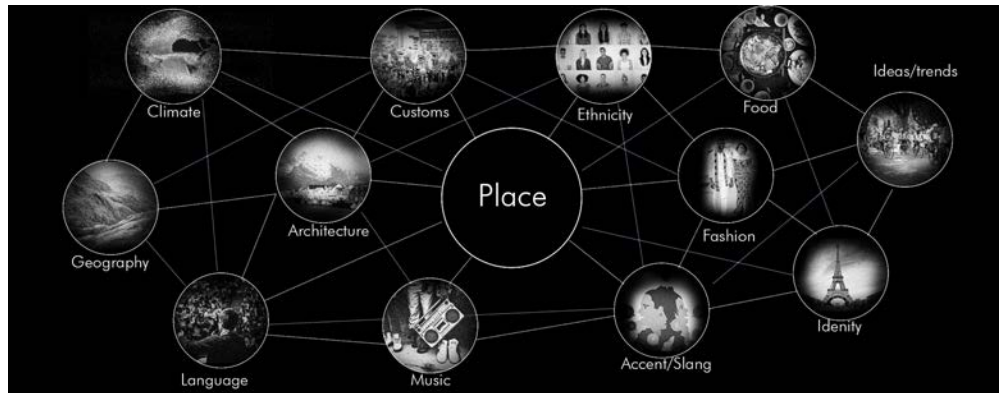 Climate
Customs
Ethnicity
Food
Ideas/trends
Place
Architecture
Fashion
Geography
Idenity
Language
Music
Accent/Slang